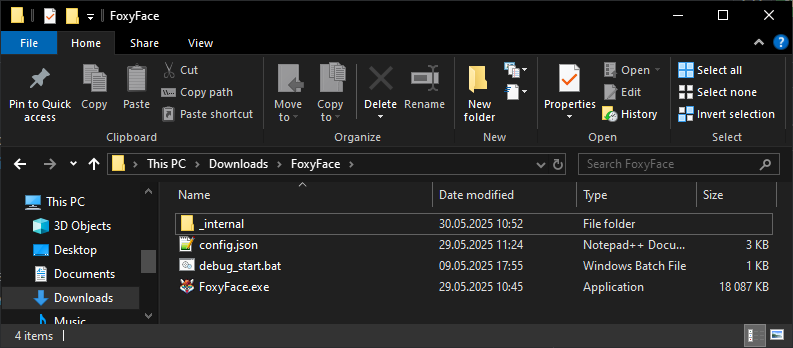 FoxyFace
File Home Share View
Pin to Quick access
Copy
Paste
Cut
Copy path
Paste shortcut
Clipboard
Move to
Copy to
Delete
Rename
Organize
New folder
New
Properties
Open
Edit
History
Open
Select all
Select none
Invert selection
Select
This PC Downloads FoxyFace
Search FoxyFace
This PC
3D Objects
Desktop
Documents
Downloads
Music
Name Date modified Type Size
_internal 30.05.2025 10:52 File folder
config.json 29.05.2025 11:24 Notepad++ Docu... 3 KB
debug_start.bat 09.05.2025 17:55 Windows Batch File 1 KB
FoxyFace.exe 29.05.2025 10:45 Application 18 087 KB
4 items